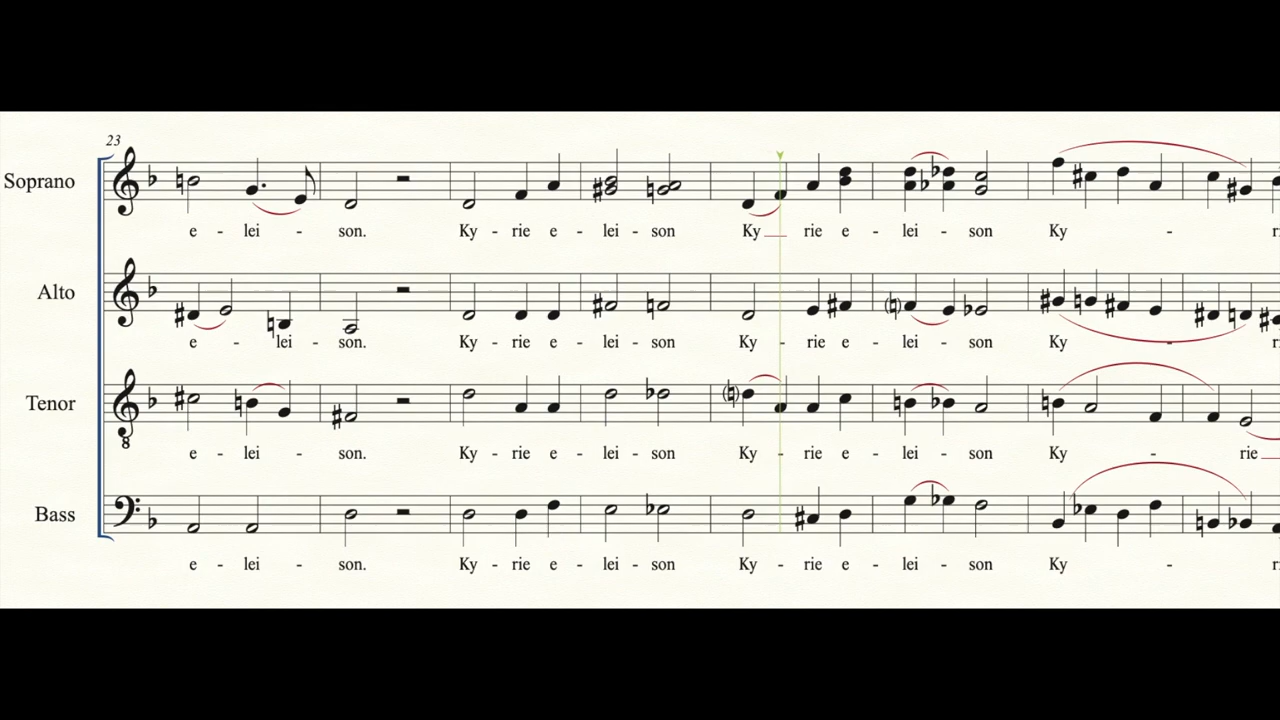 23
Soprano
e - lei - son. Ky - rie e - lei - son Ky rie e - lei - son Ky -
Alto
e - lei - son. Ky - rie e - lei - son Ky - rie e - lei - son Ky -
Tenor
8
e - lei - son. Ky - rie e - lei - son Ky - rie e - lei - son Ky - rie
Bass
e - lei - son. Ky - rie e - lei - son Ky - rie e - lei - son Ky -